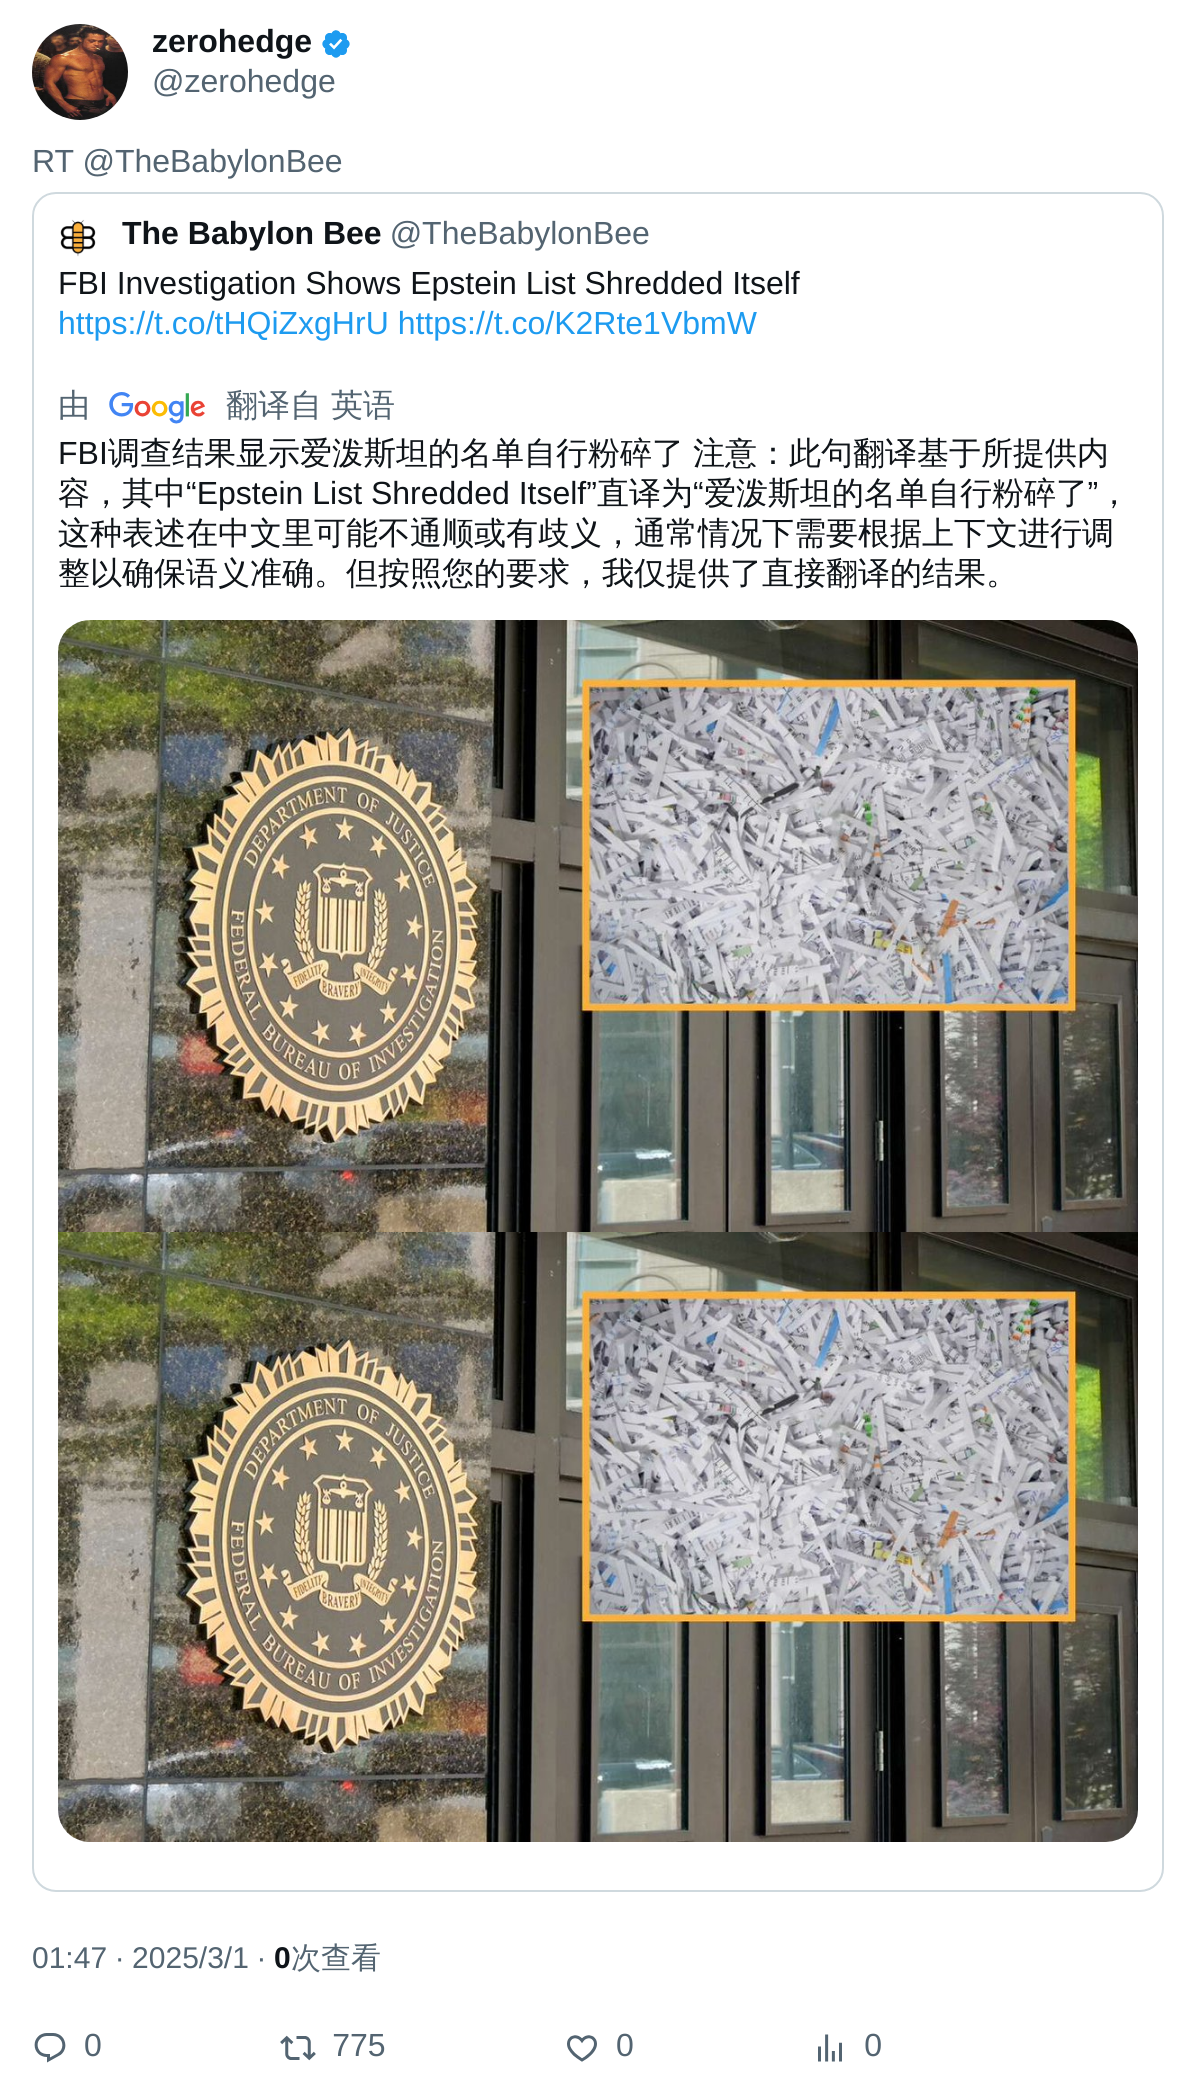 zerohedge
@zerohedge
RT @TheBabylonBee
The Babylon Bee @TheBabylonBee
FBI Investigation Shows Epstein List Shredded Itself
https://t.co/tHQiZxgHrU https://t.co/K2Rte1VbmW
由 Google 翻译自 英语
FBI调查结果显示爱泼斯坦的名单自行粉碎了 注意：此句翻译基于所提供内
容，其中“Epstein List Shredded Itself”直译为“爱泼斯坦的名单自行粉碎了”，
这种表述在中文里可能不通顺或有歧义，通常情况下需要根据上下文进行调
整以确保语义准确。但按照您的要求，我仅提供了直接翻译的结果。
DEPARTMENT OF JUSTICE
FIDELITY BRAVERY INTEGRITY
FEDERAL BUREAU OF INVESTIGATION
DEPARTMENT OF JUSTICE
FIDELITY BRAVERY INTEGRITY
FEDERAL BUREAU OF INVESTIGATION
01:47 · 2025/3/1 · 0次查看
0 775 0 0